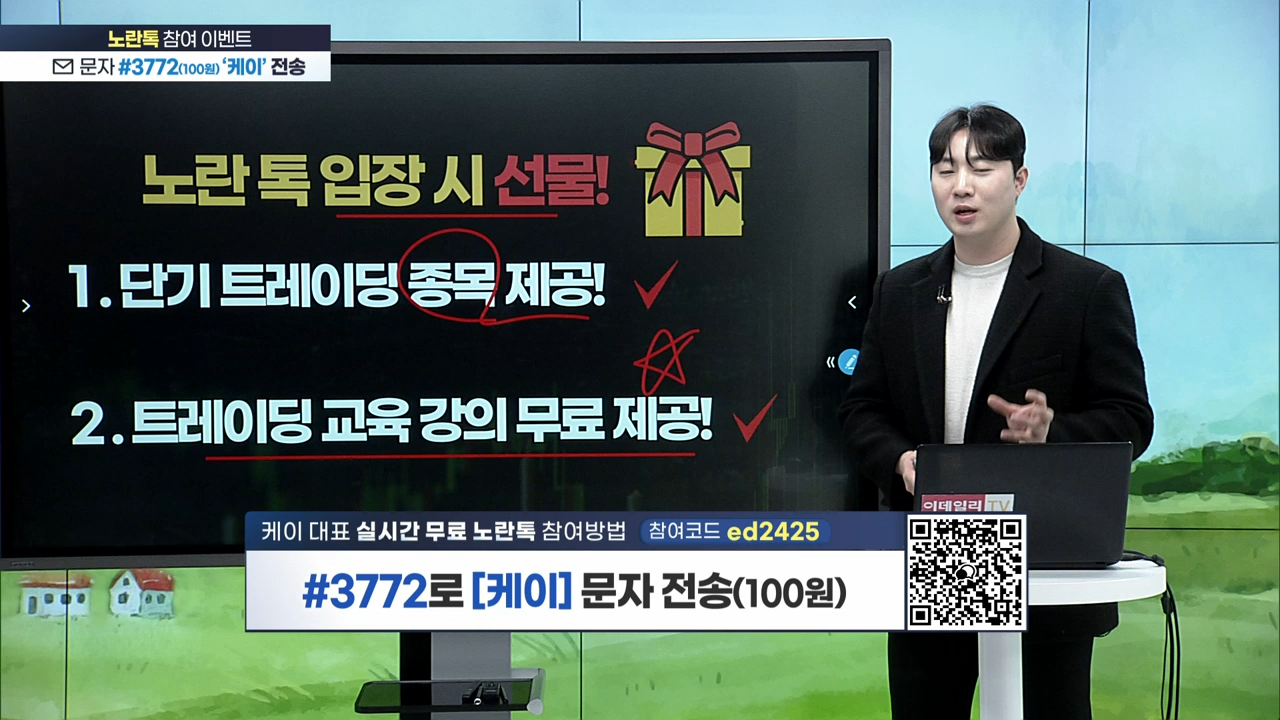 노란톡 참여 이벤트
문자 #3772(100원) '케이' 전송
노란 톡 입장 시 선물!
1. 단기 트레이딩 종목 제공!
2. 트레이딩 교육 강의 무료 제공!
이데일리 TV
케이 대표 실시간 무료 노란톡 참여방법 참여코드 ed2425
#3772로 [케이] 문자 전송(100원)